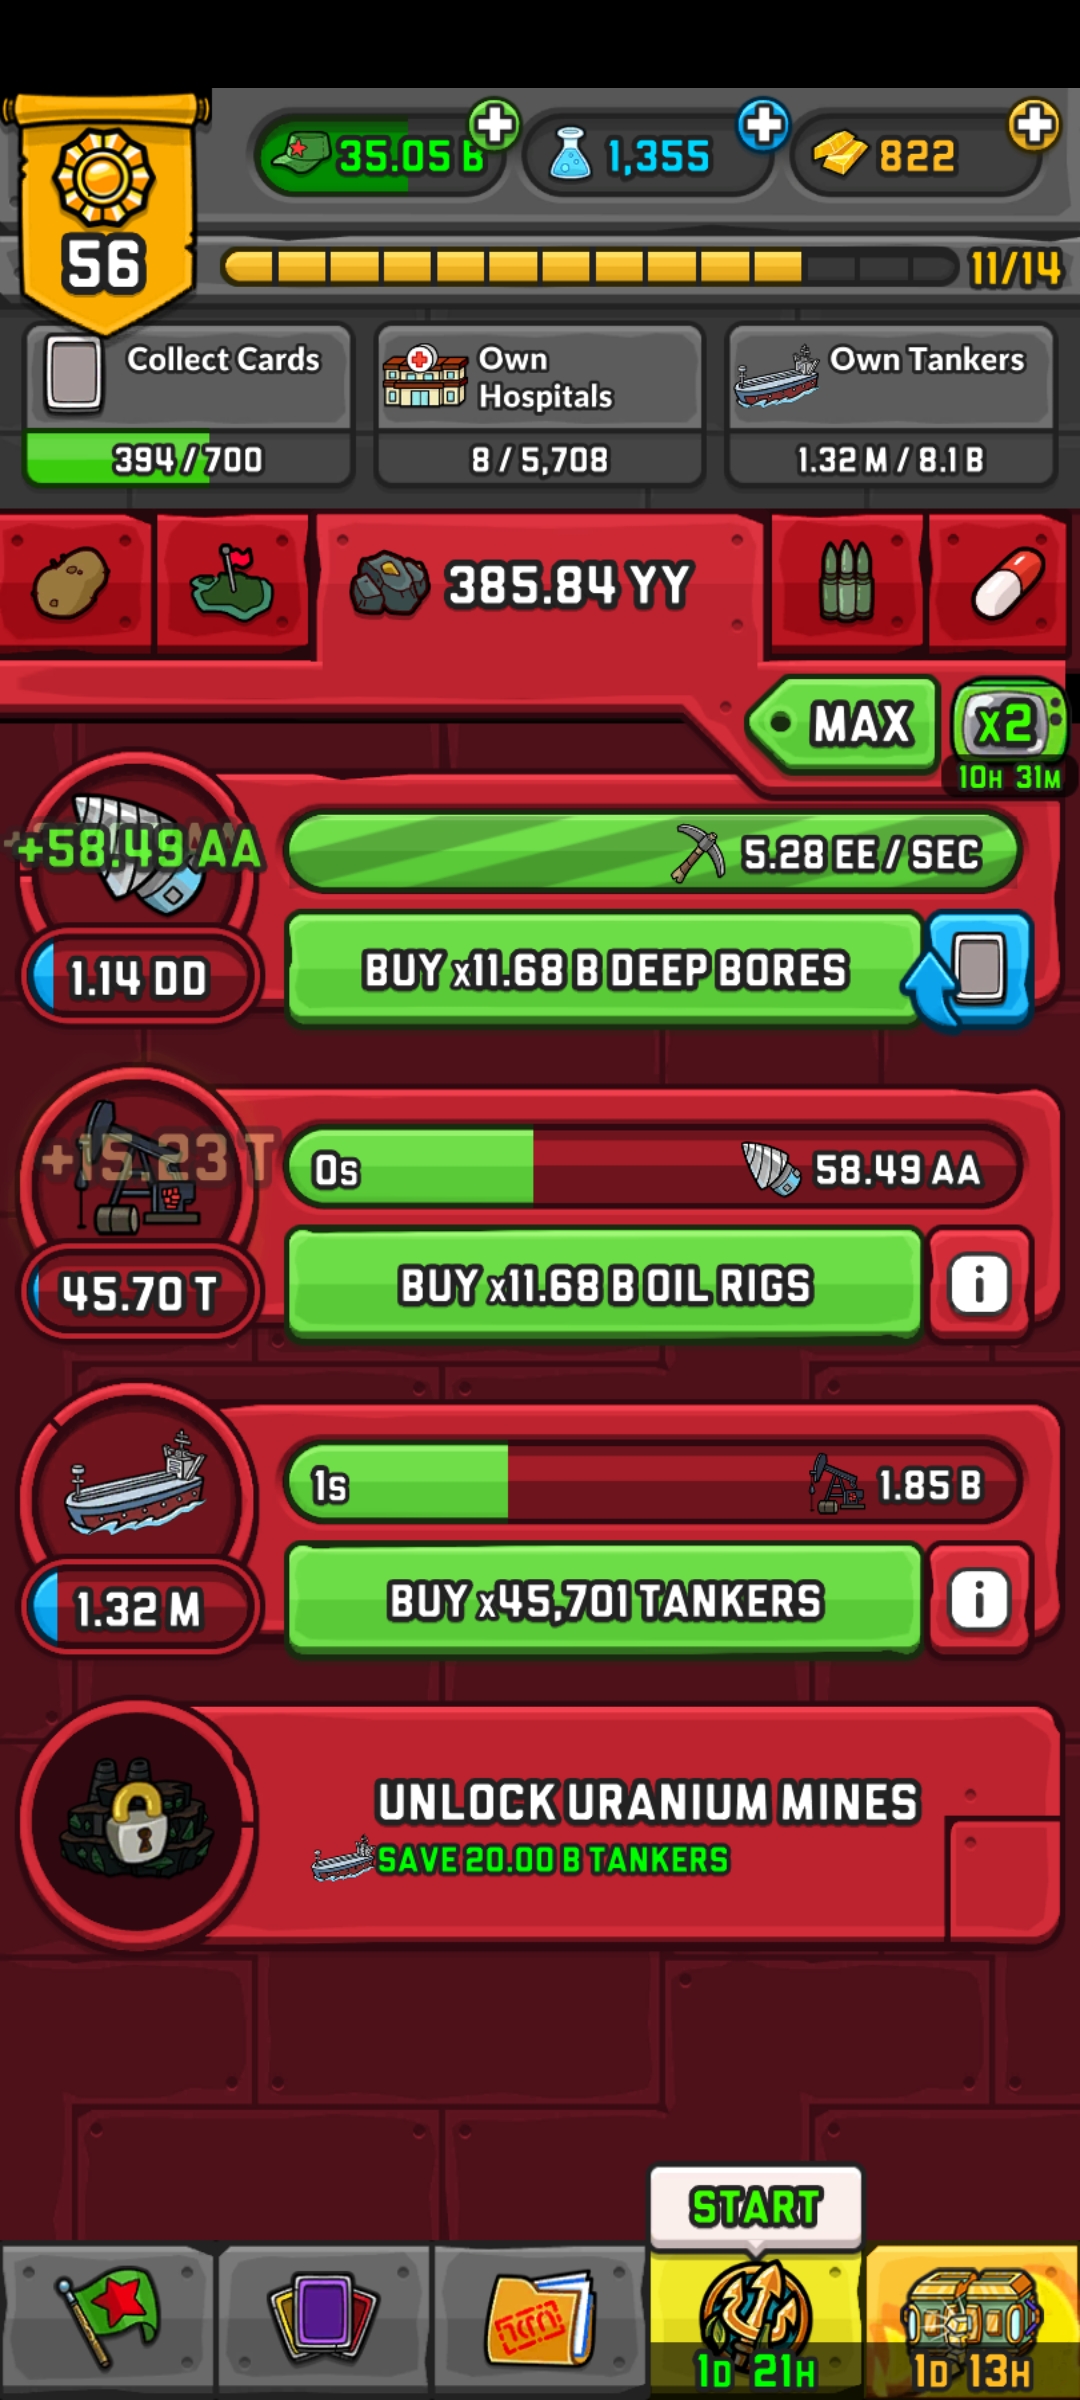 56
35.05 B
1,355
822
11/14
Collect Cards
394/700
Own
Hospitals
8/5,708
Own Tankers
1.32 M/8.1 B
385.84 YY
MAX
x2
10H 31M
+58.49 AA
5.28 EE/SEC
1.14 DD
BUY x11.68 B DEEP BORES
+15.23 T
0s
58.49 AA
45.70 T
BUY x11.68 B OIL RIGS
i
1s
1.85 B
1.32 M
BUY x45,701 TANKERS
i
UNLOCK URANIUM MINES
SAVE 20.00 B TANKERS
START
1D 21H
1D 13H